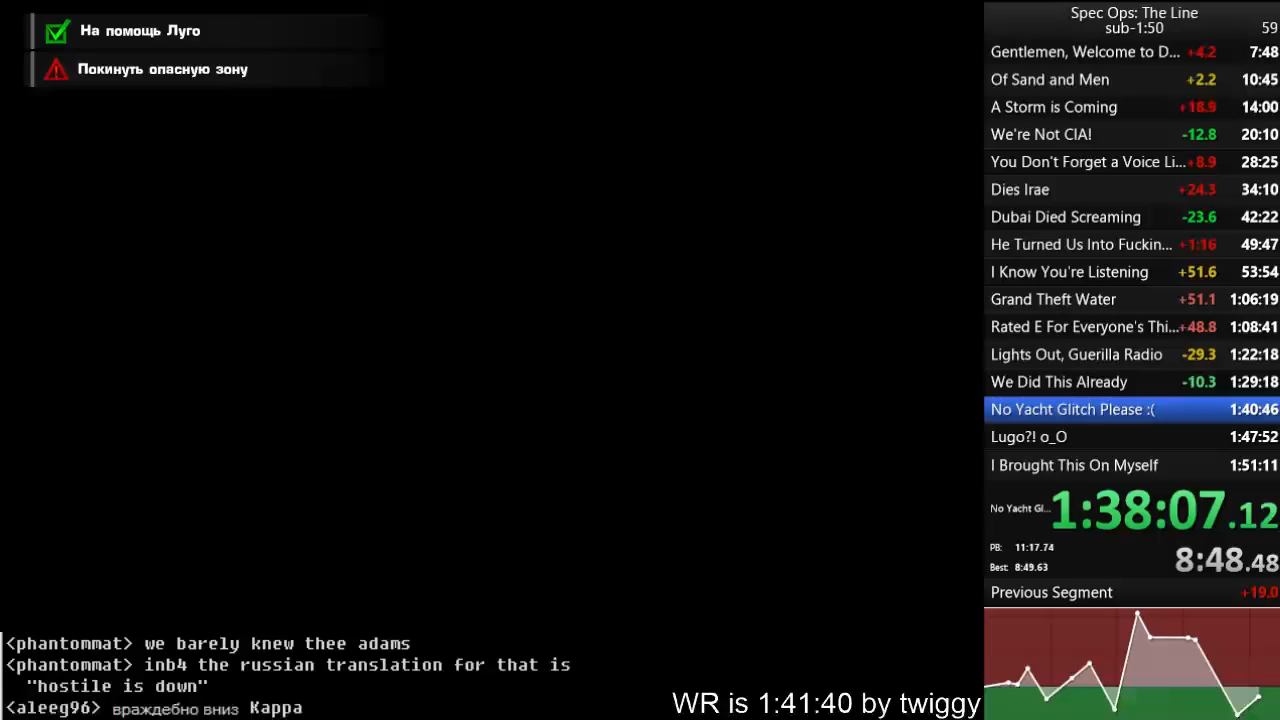 На помощь Луго
Покинуть опасную зону
Spec Ops: The Line
sub-1:50 59
Gentlemen, Welcome to D... +4.2 7:48
Of Sand and Men +2.2 10:45
A Storm is Coming +18.9 14:00
We're Not CIA! -12.8 20:10
You Don't Forget a Voice Li... +8.9 28:25
Dies Irae +24.3 34:10
Dubai Died Screaming -23.6 42:22
He Turned Us Into Fuckin... +1:16 49:47
I Know You're Listening +51.6 53:54
Grand Theft Water +51.1 1:06:19
Rated E For Everyone's Thi... +48.8 1:08:41
Lights Out, Guerilla Radio -29.3 1:22:18
We Did This Already -10.3 1:29:18
No Yacht Glitch Please :( 1:40:46
Lugo?! o_O 1:47:52
I Brought This On Myself 1:51:11
No Yacht Gl... 1:38:07.12
PB: 11:17.74
Best: 8:49.63
8:48.48
Previous Segment +19.0
<phantommat> we barely knew thee adams
<phantommat> inb4 the russian translation for that is
"hostile is down"
<aleeg96> враждебно вниз Kappa
WR is 1:41:40 by twiggy